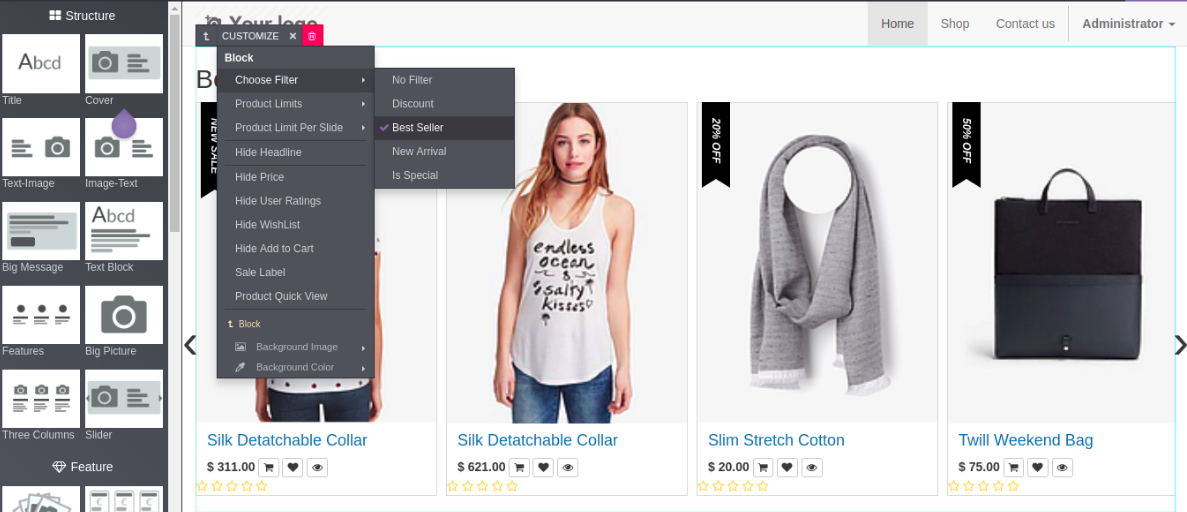 Structure
Abcd
Title
Cover
Text-Image
Image-Text
Big Message
Abcd
Text Block
Features
Big Picture
Three Columns
Slider
Feature
Your logo
Home
Shop
Contact us
Administrator
CUSTOMIZE
Block
Choose Filter
Product Limits
Product Limit Per Slide
Hide Headline
Hide Price
Hide User Ratings
Hide WishList
Hide Add to Cart
Sale Label
Product Quick View
Block
Background Image
Background Color
No Filter
Discount
Best Seller
New Arrival
Is Special
NEW SALE
endless
ocean
&
salty
kisses
20% OFF
50% OFF
Silk Detatchable Collar
$ 311.00
Silk Detatchable Collar
$ 621.00
Slim Stretch Cotton
$ 20.00
Twill Weekend Bag
$ 75.00